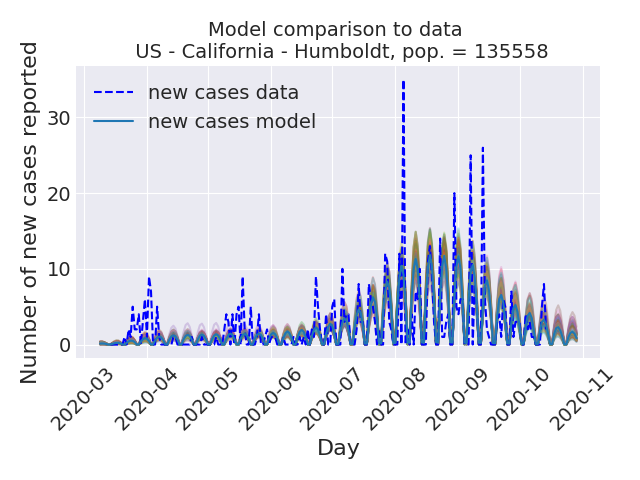 Model comparison to data
US - California - Humboldt, pop. = 135558
Number of new cases reported
30
20
10
0
new cases data
new cases model
2020-03
2020-04
2020-05
2020-06
2020-07
2020-08
2020-09
2020-10
2020-11
Day